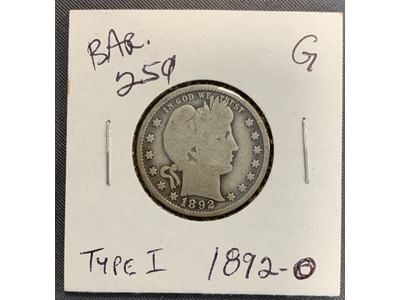 BAR. G
25¢
IN GOD WE TRUST
1892
TYPE I 1892-O